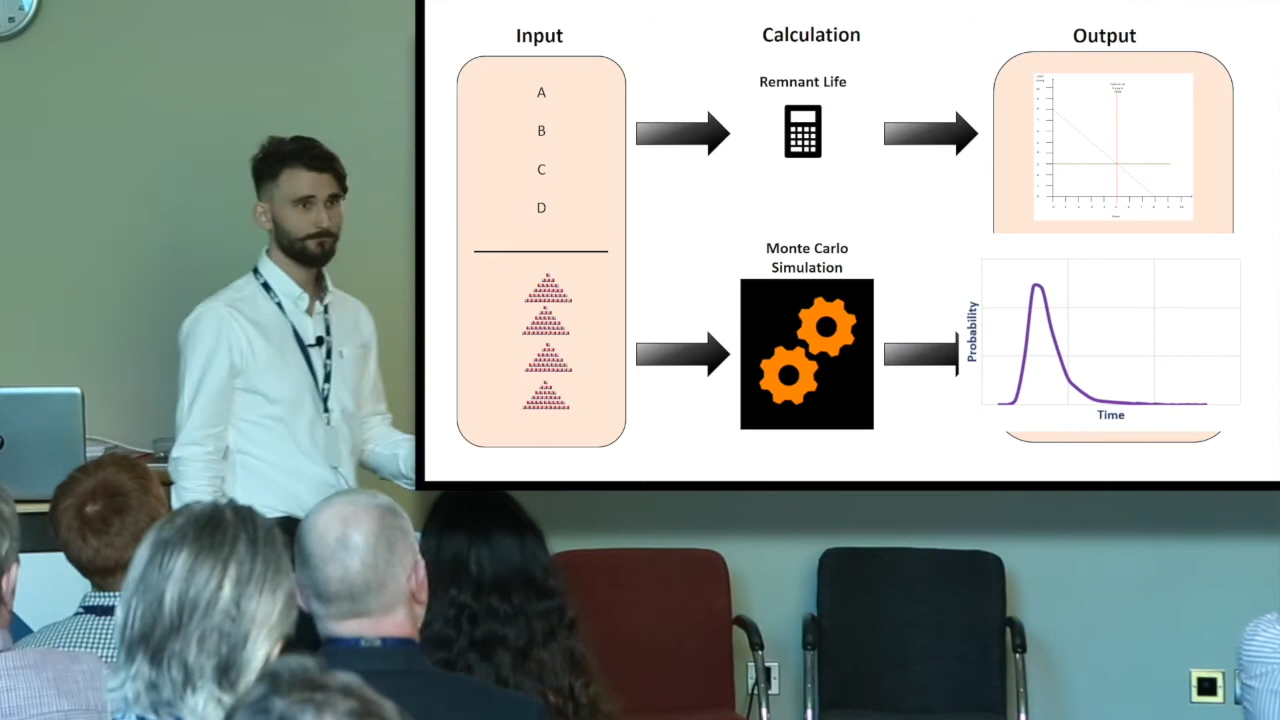 Input
Calculation
Output
A
B
C
D
Remnant Life
Monte Carlo
Simulation
Probability
Time